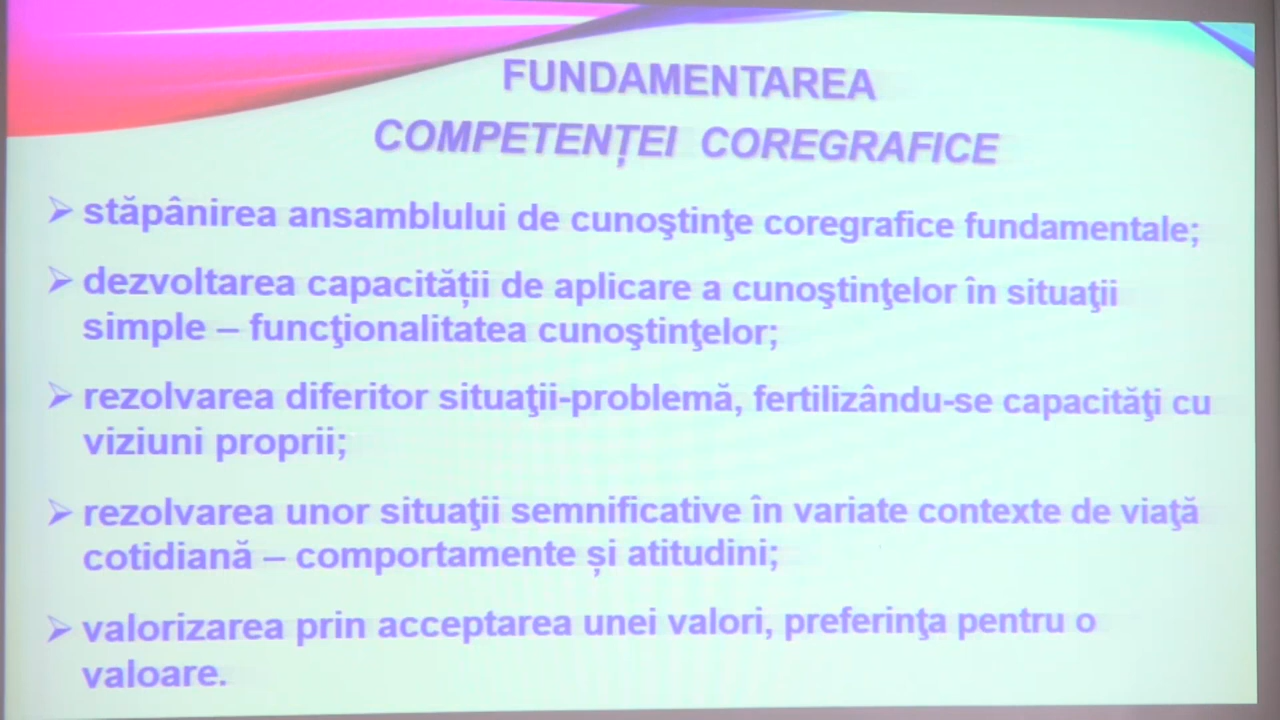 FUNDAMENTAREA
COMPETENȚEI COREGRAFICE
➢ stăpânirea ansamblului de cunoştinţe coregrafice fundamentale;
➢ dezvoltarea capacității de aplicare a cunoştinţelor în situaţii
simple – funcţionalitatea cunoştinţelor;
➢ rezolvarea diferitor situaţii-problemă, fertilizându-se capacităţi cu
viziuni proprii;
➢ rezolvarea unor situaţii semnificative în variate contexte de viaţă
cotidiană – comportamente și atitudini;
➢ valorizarea prin acceptarea unei valori, preferinţa pentru o
valoare.